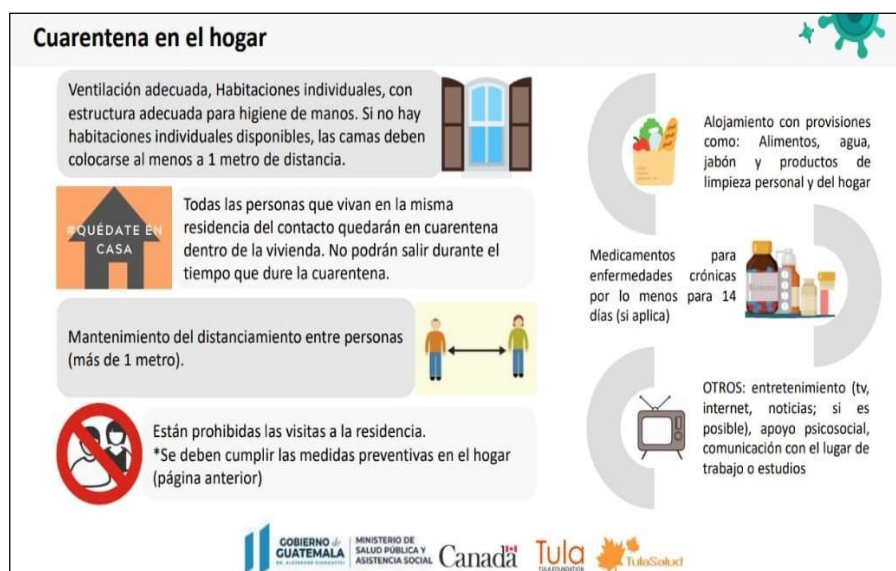 Cuarentena en el hogar
Ventilación adecuada, Habitaciones individuales, con
estructura adecuada para higiene de manos. Si no hay
habitaciones individuales disponibles, las camas deben
colocarse al menos a 1 metro de distancia.
#QUÉDATE EN
CASA
Todas las personas que vivan en la misma
residencia del contacto quedarán en cuarentena
dentro de la vivienda. No podrán salir durante el
tiempo que dure la cuarentena.
Mantenimiento del distanciamiento entre personas
(más de 1 metro).
Están prohibidas las visitas a la residencia.
*Se deben cumplir las medidas preventivas en el hogar
(página anterior)
Alojamiento con provisiones
como: Alimentos, agua,
jabón y productos de
limpieza personal y del hogar
Medicamentos para
enfermedades crónicas
por lo menos para 14
días (si aplica)
OTROS: entretenimiento (tv,
internet, noticias; si es
posible), apoyo psicosocial,
comunicación con el lugar de
trabajo o estudios
GOBIERNO de
GUATEMALA
DR. ALEJANDRO GIAMMATTEI
MINISTERIO DE
SALUD PÚBLICA Y
ASISTENCIA SOCIAL
Canada
Tula
TULA FOUNDATION
TulaSalud